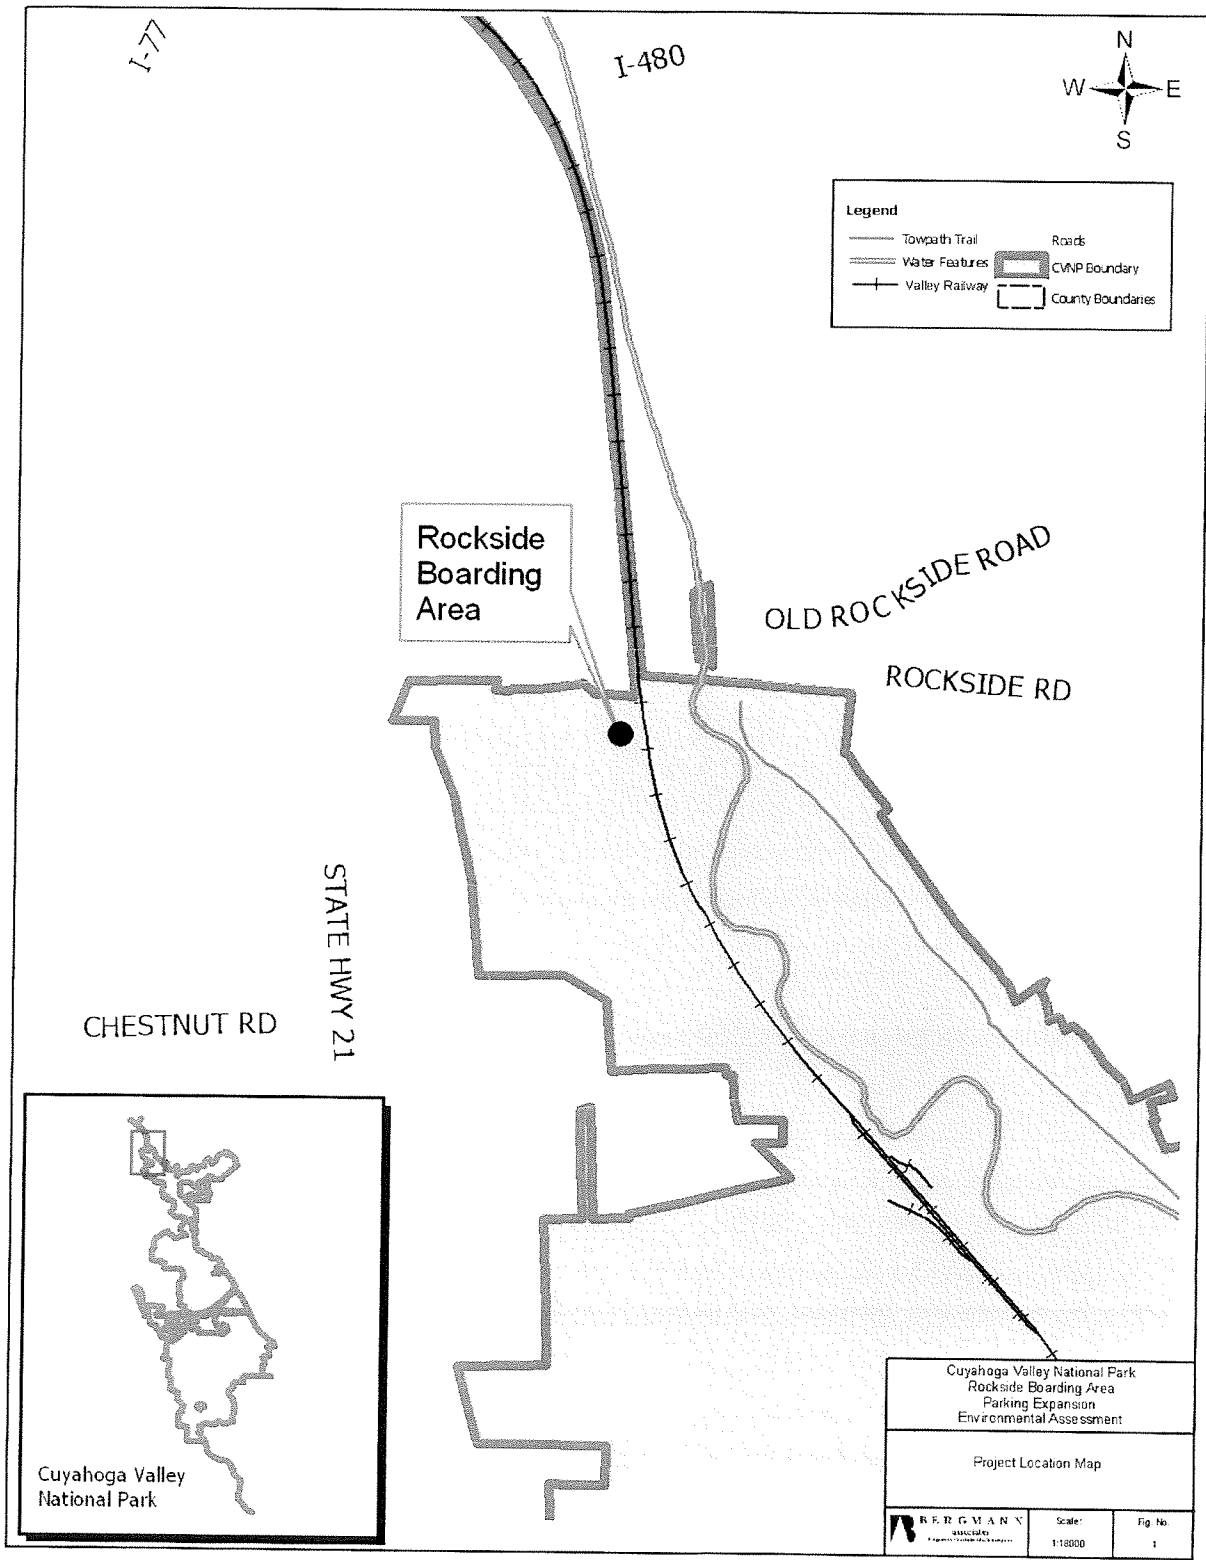 I-77
I-480
N
W E
S
Legend
Towpath Trail
Water Features
Valley Railway
Roads
CVNP Boundary
County Boundaries
Rockside
Boarding
Area
OLD ROCKSIDE ROAD
ROCKSIDE RD
STATE HWY 21
CHESTNUT RD
Cuyahoga Valley
National Park
Cuyahoga Valley National Park
Rockside Boarding Area
Parking Expansion
Environmental Assessment
Project Location Map
BERGMANN
associates
Scale:
1:18000
Fig. No.
1